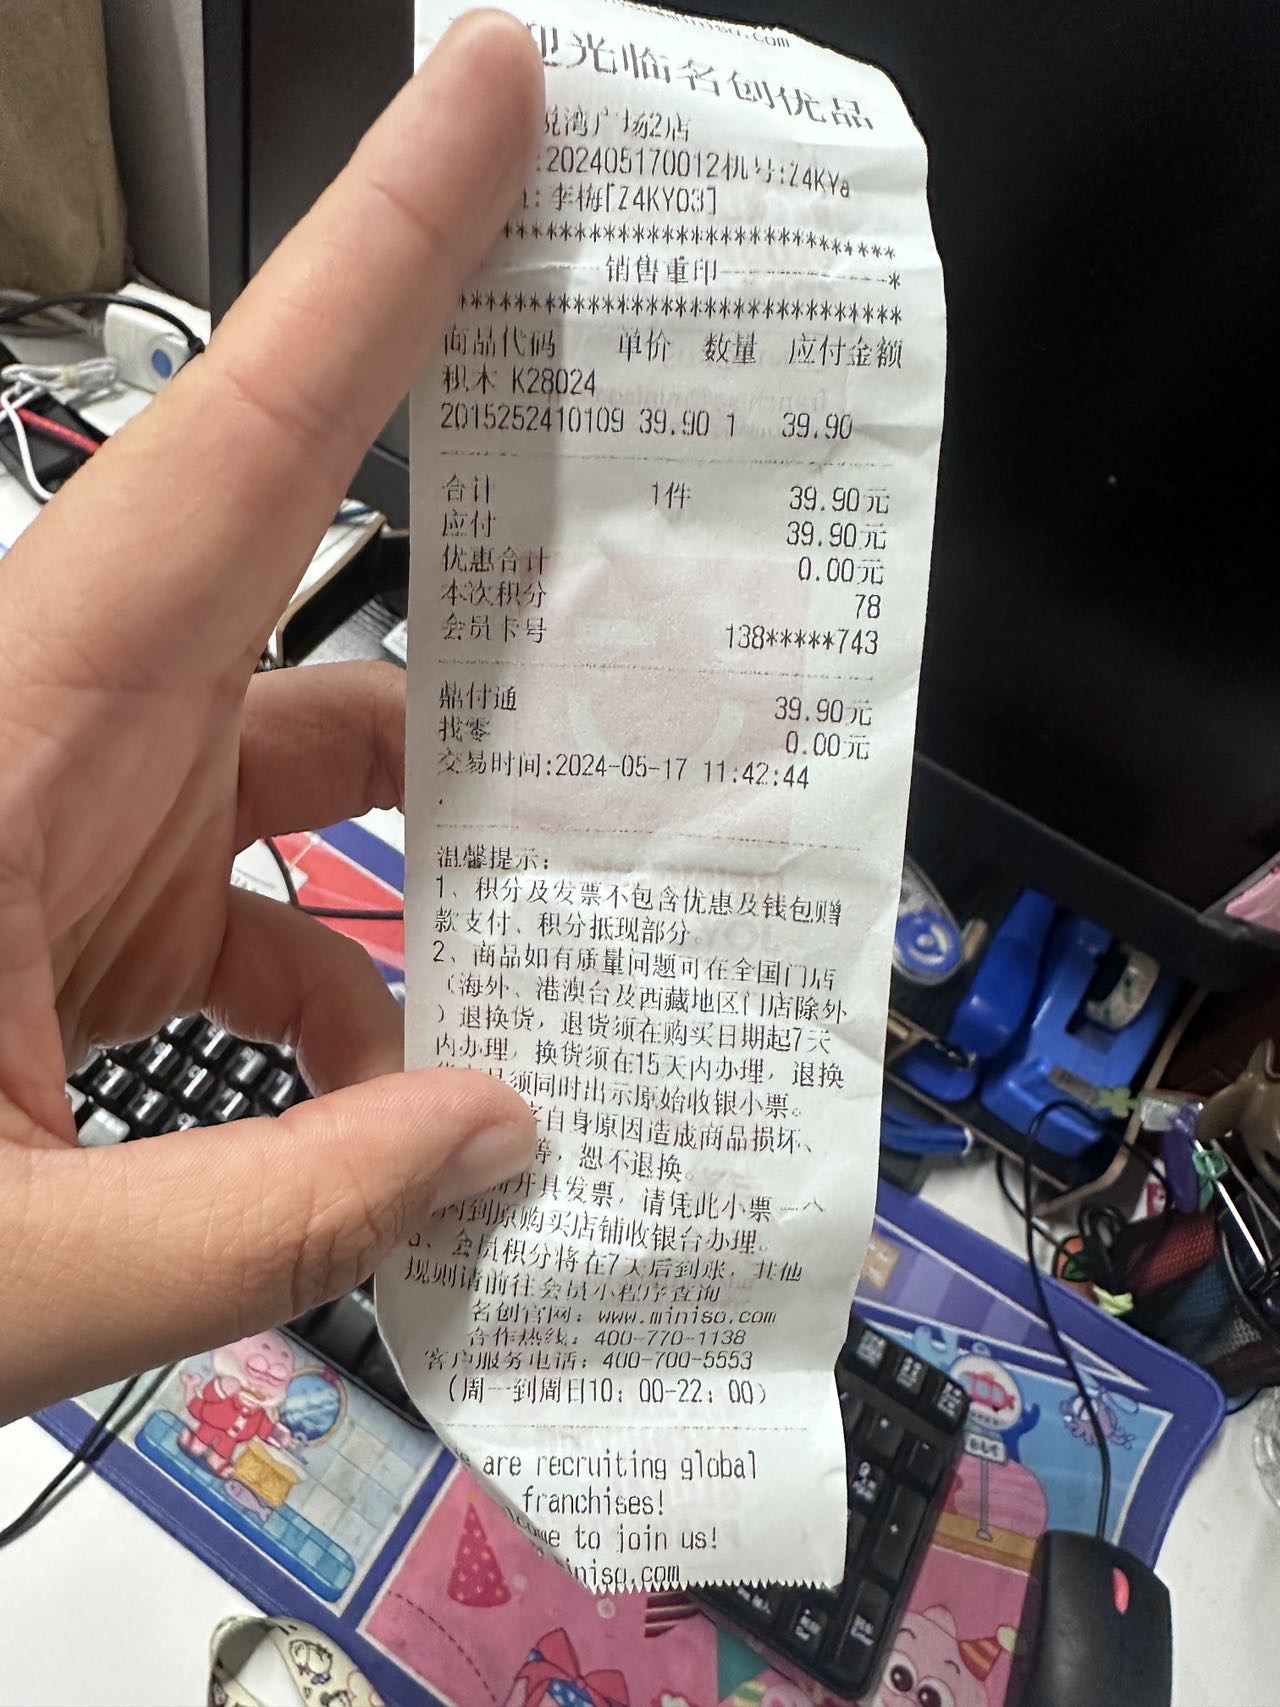 迎光临名创优品
悦湾广场2店
:202405170012机号:Z4KYa
: 李梅[Z4KY03]
******************************
销售重印----------------*
******************************
商品代码 单价 数量 应付金额
积木 K28024
2015252410109 39.90 1 39.90
合计 1件 39.90元
应付 39.90元
优惠合计 0.00元
本次积分 78
会员卡号 138*****743
鼎付通 39.90元
找零 0.00元
交易时间:2024-05-17 11:42:44
.
温馨提示:
1、积分及发票不包含优惠及钱包赠
款支付、积分抵现部分。
2、商品如有质量问题可在全国门店
(海外、港澳台及西藏地区门店除外
)退换货,退货须在购买日期起7天
内办理,换货须在15天内办理,退换
须同时出示原始收银小票。
客自身原因造成商品损坏、
等,恕不退换。
开具发票,请凭此小票一个
到原购买店铺收银台办理。
5、会员积分将在7天后到账,其他
规则请前往会员小程序查询
名创官网: www.miniso.com
合作热线: 400-770-1138
客户服务电话: 400-700-5553
(周一到周日10: 00-22: 00)
are recruiting global
franchises!
come to join us!
miniso.com